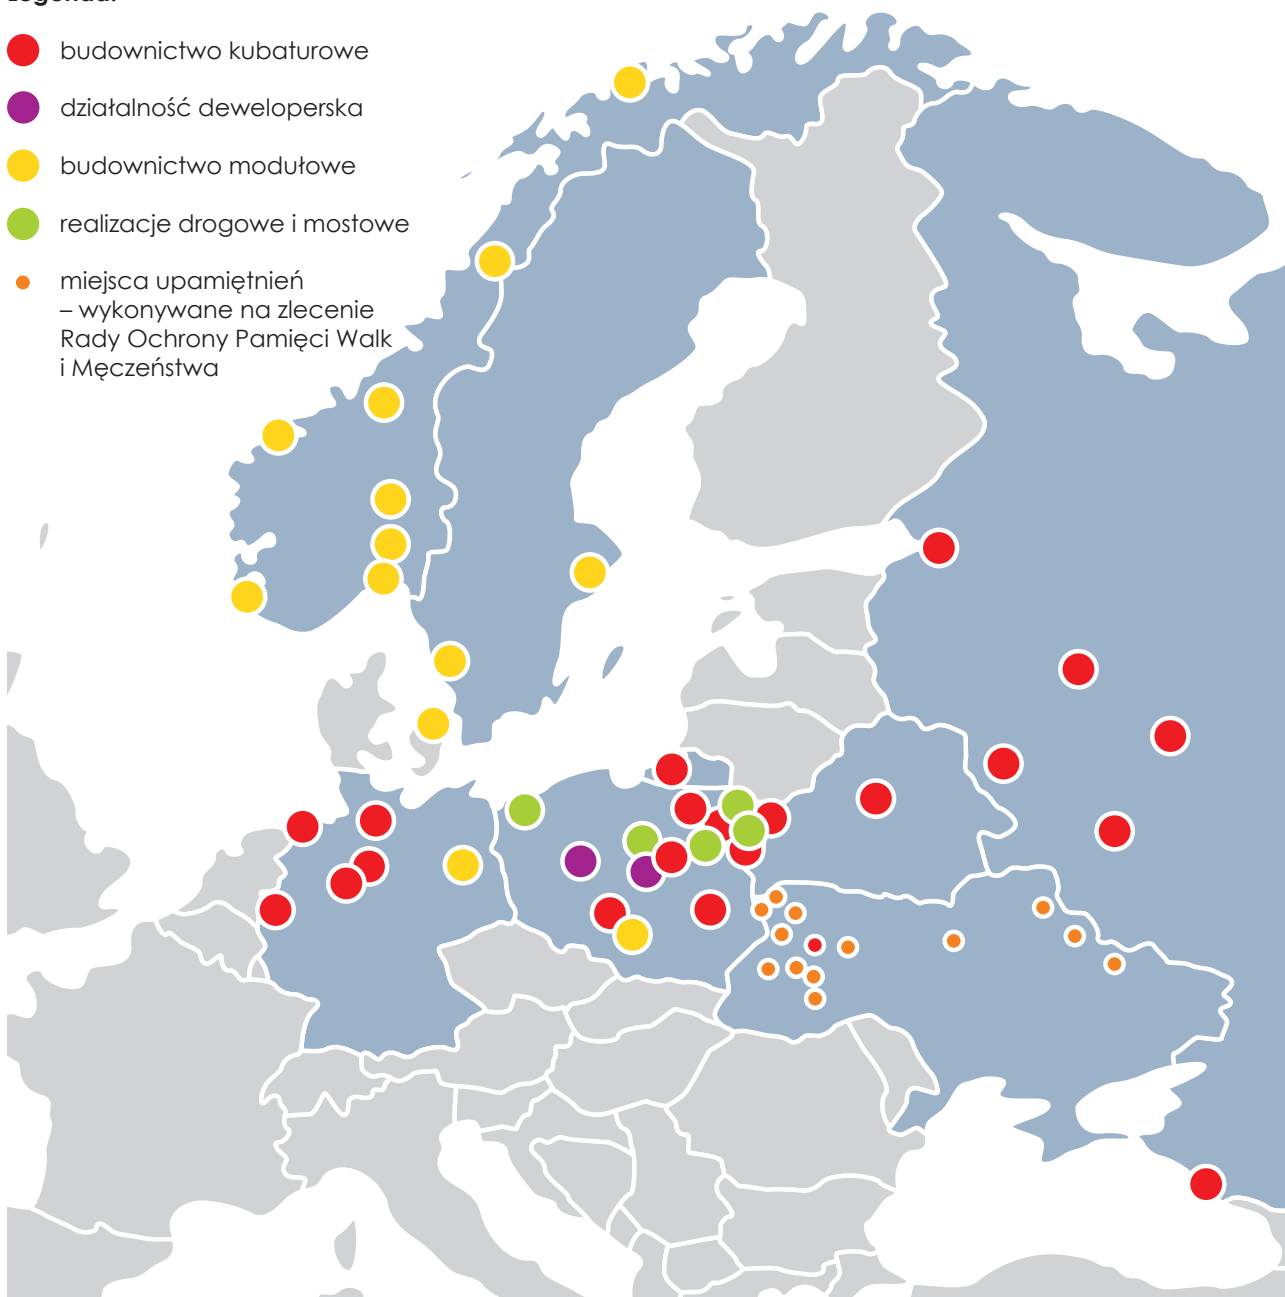 Legenda:
budownictwo kubaturowe
działalność deweloperska
budownictwo modułowe
realizacje drogowe i mostowe
miejsca upamiętnień
– wykonywane na zlecenie
Rady Ochrony Pamięci Walk
i Męczeństwa